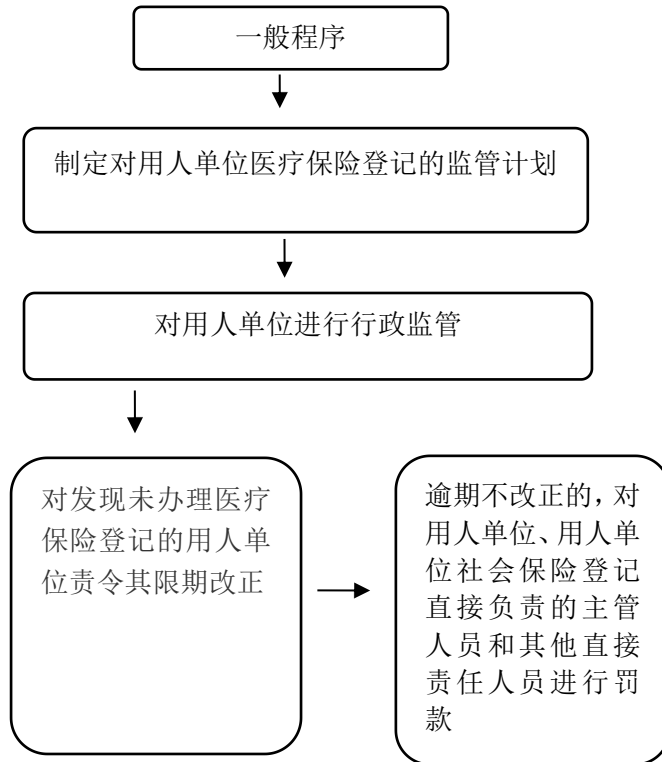 一般程序
制定对用人单位医疗保险登记的监管计划
对用人单位进行行政监管
对发现未办理医疗
保险登记的用人单
位责令其限期改正
逾期不改正的，对
用人单位、用人单
位社会保险登记
直接负责的主管
人员和其他直接
责任人员进行罚
款